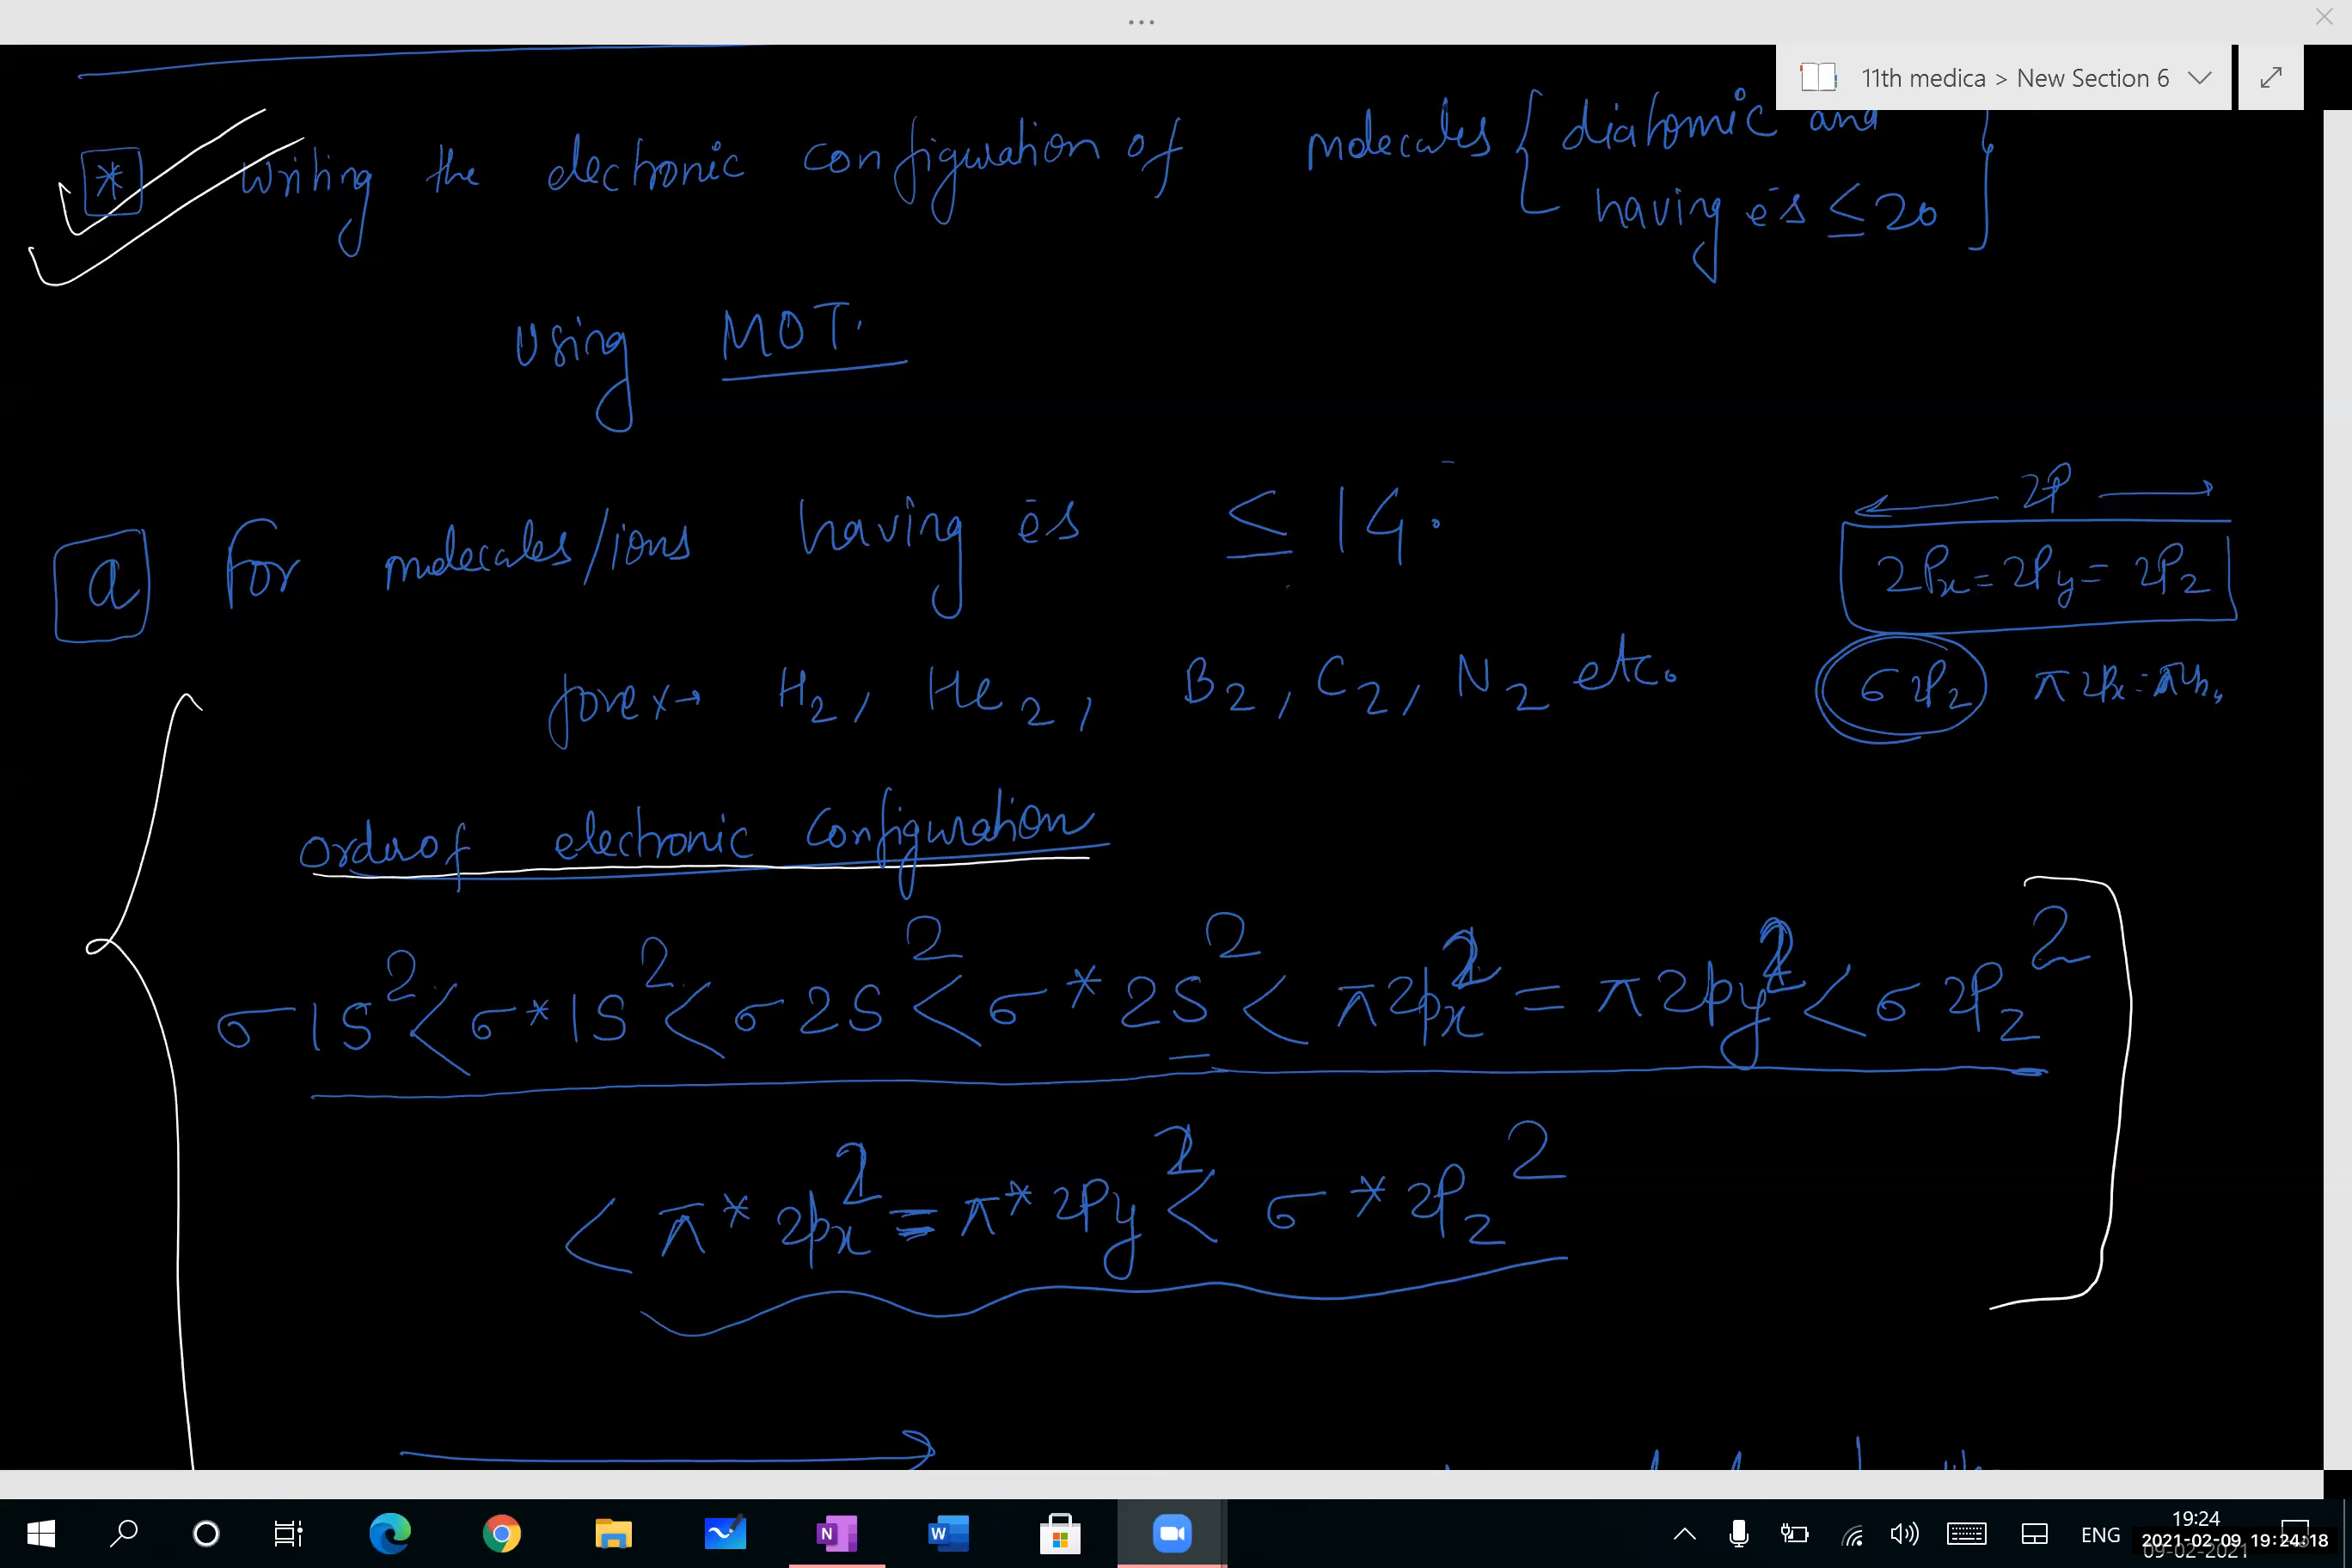 11th medica > New Section 6
* Writing the electronic configuration of molecules { diatomic and
having e̅s ≤ 20 }
Using MOT.
a For molecules/ions having e̅s ≤ 14.
2P
2Px = 2Py = 2Pz
forex → H2, He2, B2, C2, N2 etc.
σ 2Pz π 2Px =
order of electronic configuration
σ1S² < σ*1S² < σ2S² < σ*2S² < π2px² = π2py² < σ2Pz²
< π*2px² = π*2Py² < σ*2Pz²
ENG
19:24
2021-02-09 19:24:18
09-02-2021